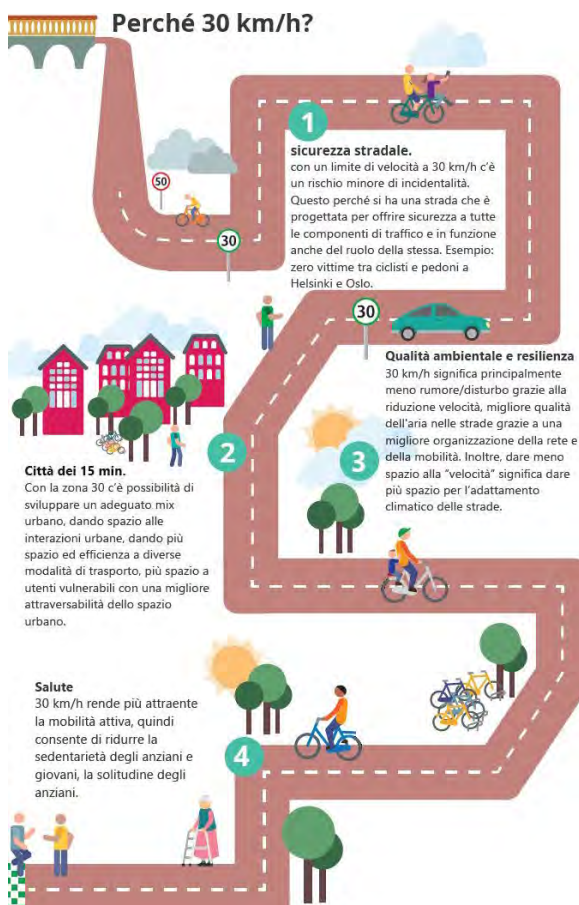 Perché 30 km/h?
1
sicurezza stradale.
con un limite di velocità a 30 km/h c'è
un rischio minore di incidentalità.
Questo perché si ha una strada che è
progettata per offrire sicurezza a tutte
le componenti di traffico e in funzione
anche del ruolo della stessa. Esempio:
zero vittime tra ciclisti e pedoni a
Helsinki e Oslo.
50
30
30
Qualità ambientale e resilienza
30 km/h significa principalmente
meno rumore/disturbo grazie alla
riduzione velocità, migliore qualità
dell'aria nelle strade grazie a una
migliore organizzazione della rete e
della mobilità. Inoltre, dare meno
spazio alla "velocità" significa dare
più spazio per l'adattamento
climatico delle strade.
2
3
Città dei 15 min.
Con la zona 30 c'è possibilità di
sviluppare un adeguato mix
urbano, dando spazio alle
interazioni urbane, dando più
spazio ed efficienza a diverse
modalità di trasporto, più spazio a
utenti vulnerabili con una migliore
attraversabilità dello spazio
urbano.
Salute
30 km/h rende più attraente
la mobilità attiva, quindi
consente di ridurre la
sedentarietà degli anziani e
giovani, la solitudine degli
anziani.
4